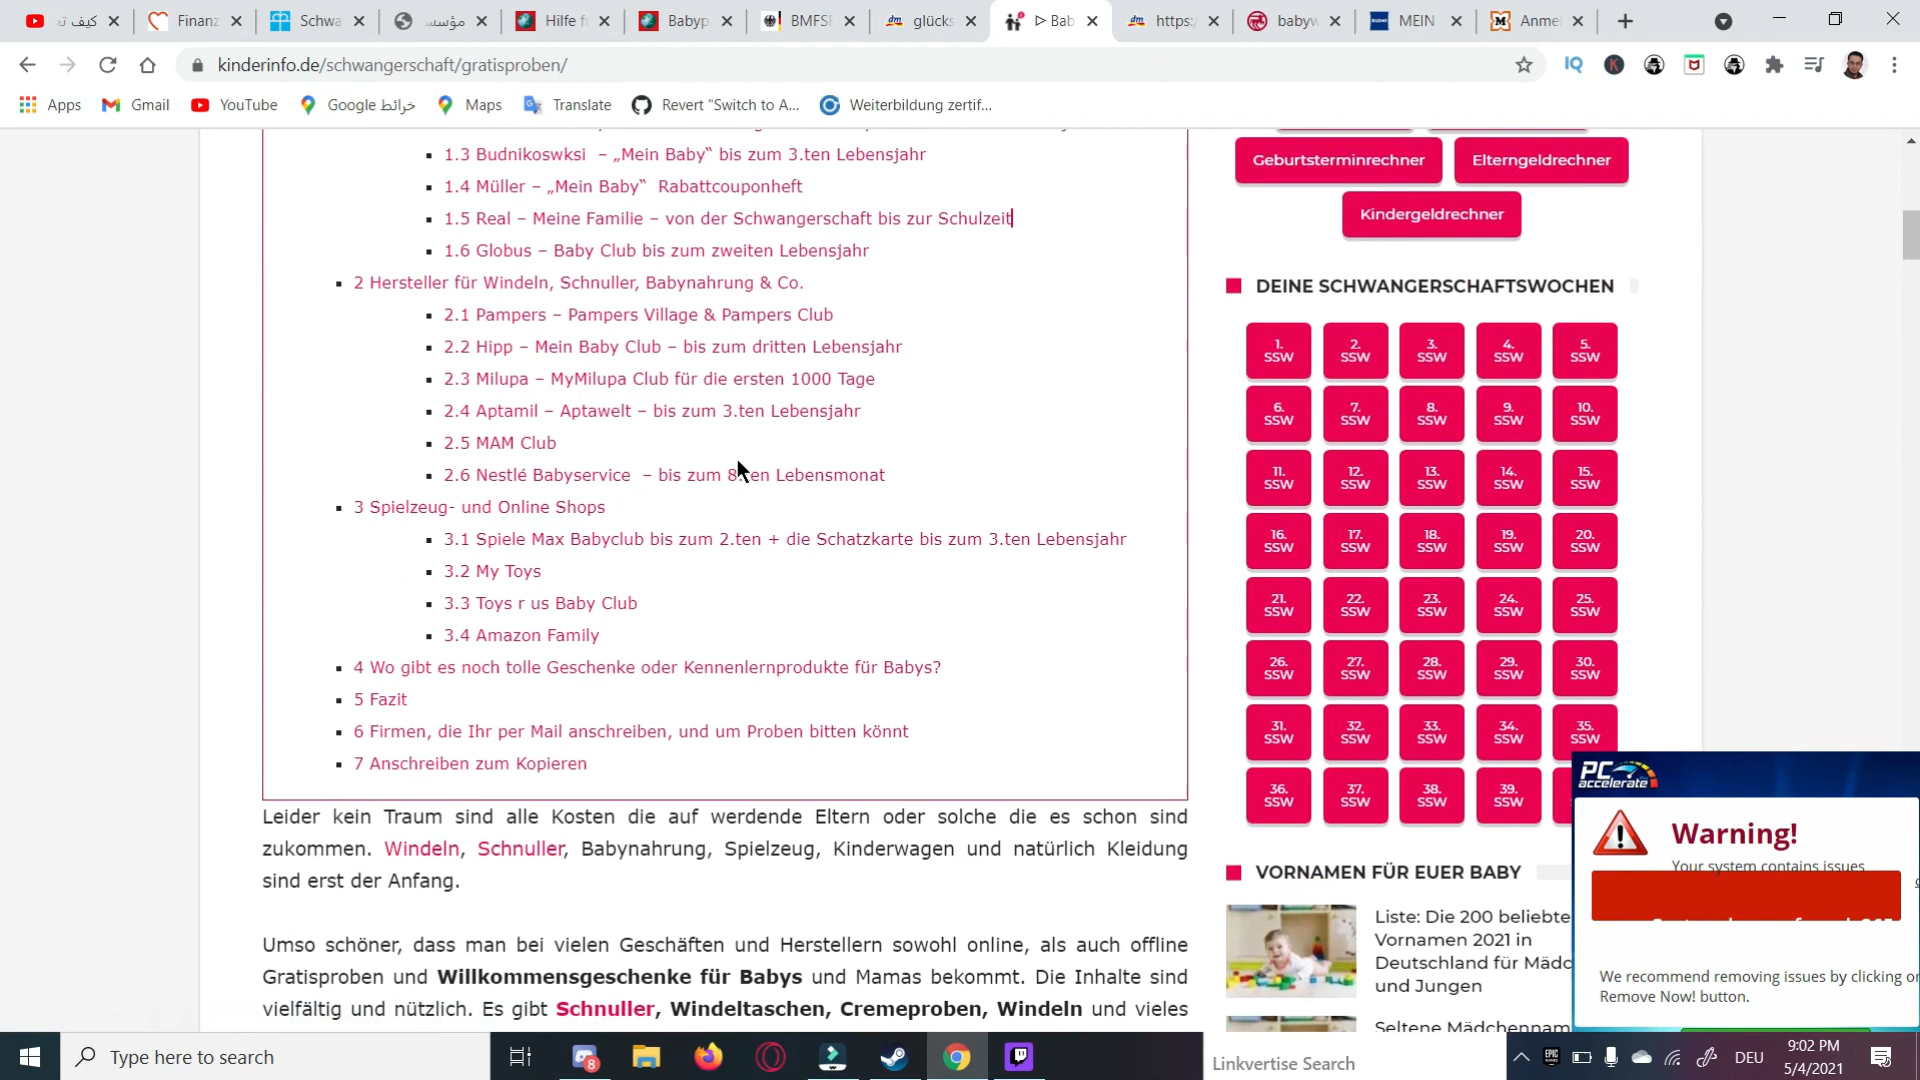 كيف تع
Finanz
Schwa
مؤسس
Hilfe f
Babyp
BMFSF
glücks
ᐅ Bab
https:/
babyw
MEIN
Anme
kinderinfo.de/schwangerschaft/gratisproben/
IQ
Apps
Gmail
YouTube
خرائط Google
Maps
Translate
Revert "Switch to A...
Weiterbildung zertif...
1.3 Budnikoswksi – „Mein Baby“ bis zum 3.ten Lebensjahr
1.4 Müller – „Mein Baby“ Rabattcouponheft
1.5 Real – Meine Familie – von der Schwangerschaft bis zur Schulzeit
1.6 Globus – Baby Club bis zum zweiten Lebensjahr
2 Hersteller für Windeln, Schnuller, Babynahrung & Co.
2.1 Pampers – Pampers Village & Pampers Club
2.2 Hipp – Mein Baby Club – bis zum dritten Lebensjahr
2.3 Milupa – MyMilupa Club für die ersten 1000 Tage
2.4 Aptamil – Aptawelt – bis zum 3.ten Lebensjahr
2.5 MAM Club
2.6 Nestlé Babyservice – bis zum 8.ten Lebensmonat
3 Spielzeug- und Online Shops
3.1 Spiele Max Babyclub bis zum 2.ten + die Schatzkarte bis zum 3.ten Lebensjahr
3.2 My Toys
3.3 Toys r us Baby Club
3.4 Amazon Family
4 Wo gibt es noch tolle Geschenke oder Kennenlernprodukte für Babys?
5 Fazit
6 Firmen, die Ihr per Mail anschreiben, und um Proben bitten könnt
7 Anschreiben zum Kopieren
Leider kein Traum sind alle Kosten die auf werdende Eltern oder solche die es schon sind
zukommen. Windeln, Schnuller, Babynahrung, Spielzeug, Kinderwagen und natürlich Kleidung
sind erst der Anfang.
Umso schöner, dass man bei vielen Geschäften und Herstellern sowohl online, als auch offline
Gratisproben und Willkommensgeschenke für Babys und Mamas bekommt. Die Inhalte sind
vielfältig und nützlich. Es gibt Schnuller, Windeltaschen, Cremeproben, Windeln und vieles
Geburtsterminrechner
Elterngeldrechner
Kindergeldrechner
DEINE SCHWANGERSCHAFTSWOCHEN
1. SSW 2. SSW 3. SSW 4. SSW 5. SSW
6. SSW 7. SSW 8. SSW 9. SSW 10. SSW
11. SSW 12. SSW 13. SSW 14. SSW 15. SSW
16. SSW 17. SSW 18. SSW 19. SSW 20. SSW
21. SSW 22. SSW 23. SSW 24. SSW 25. SSW
26. SSW 27. SSW 28. SSW 29. SSW 30. SSW
31. SSW 32. SSW 33. SSW 34. SSW 35. SSW
36. SSW 37. SSW 38. SSW 39. SSW
VORNAMEN FÜR EUER BABY
Liste: Die 200 beliebte
Vornamen 2021 in
Deutschland für Mädc
und Jungen
Seltene Mädchennam
PC
accelerate
Warning!
Your system contains issues
We recommend removing issues by clicking on
Remove Now! button.
Type here to search
Linkvertise Search
DEU
9:02 PM
5/4/2021